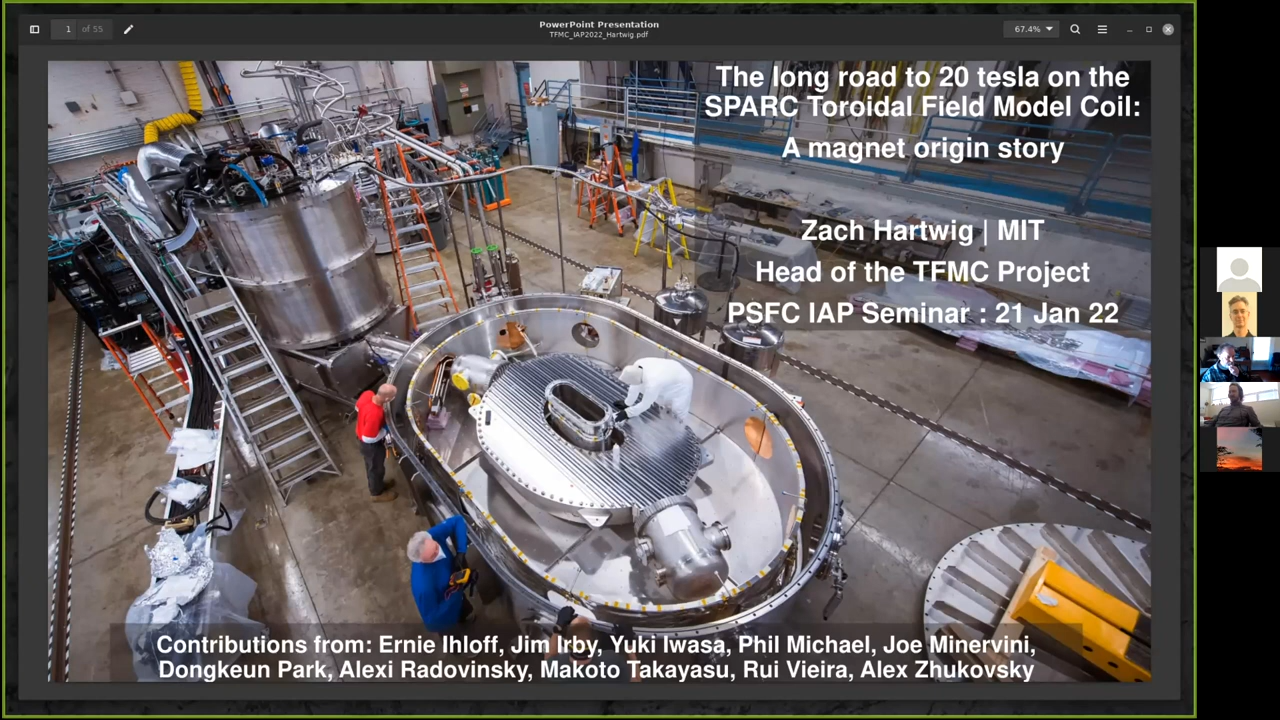 PowerPoint Presentation
TFMC_IAP2022_Hartwig.pdf
1 of 55
67.4%
The long road to 20 tesla on the
SPARC Toroidal Field Model Coil:
A magnet origin story
Zach Hartwig | MIT
Head of the TFMC Project
PSFC IAP Seminar : 21 Jan 22
Contributions from: Ernie Ihloff, Jim Irby, Yuki Iwasa, Phil Michael, Joe Minervini,
Dongkeun Park, Alexi Radovinsky, Makoto Takayasu, Rui Vieira, Alex Zhukovsky